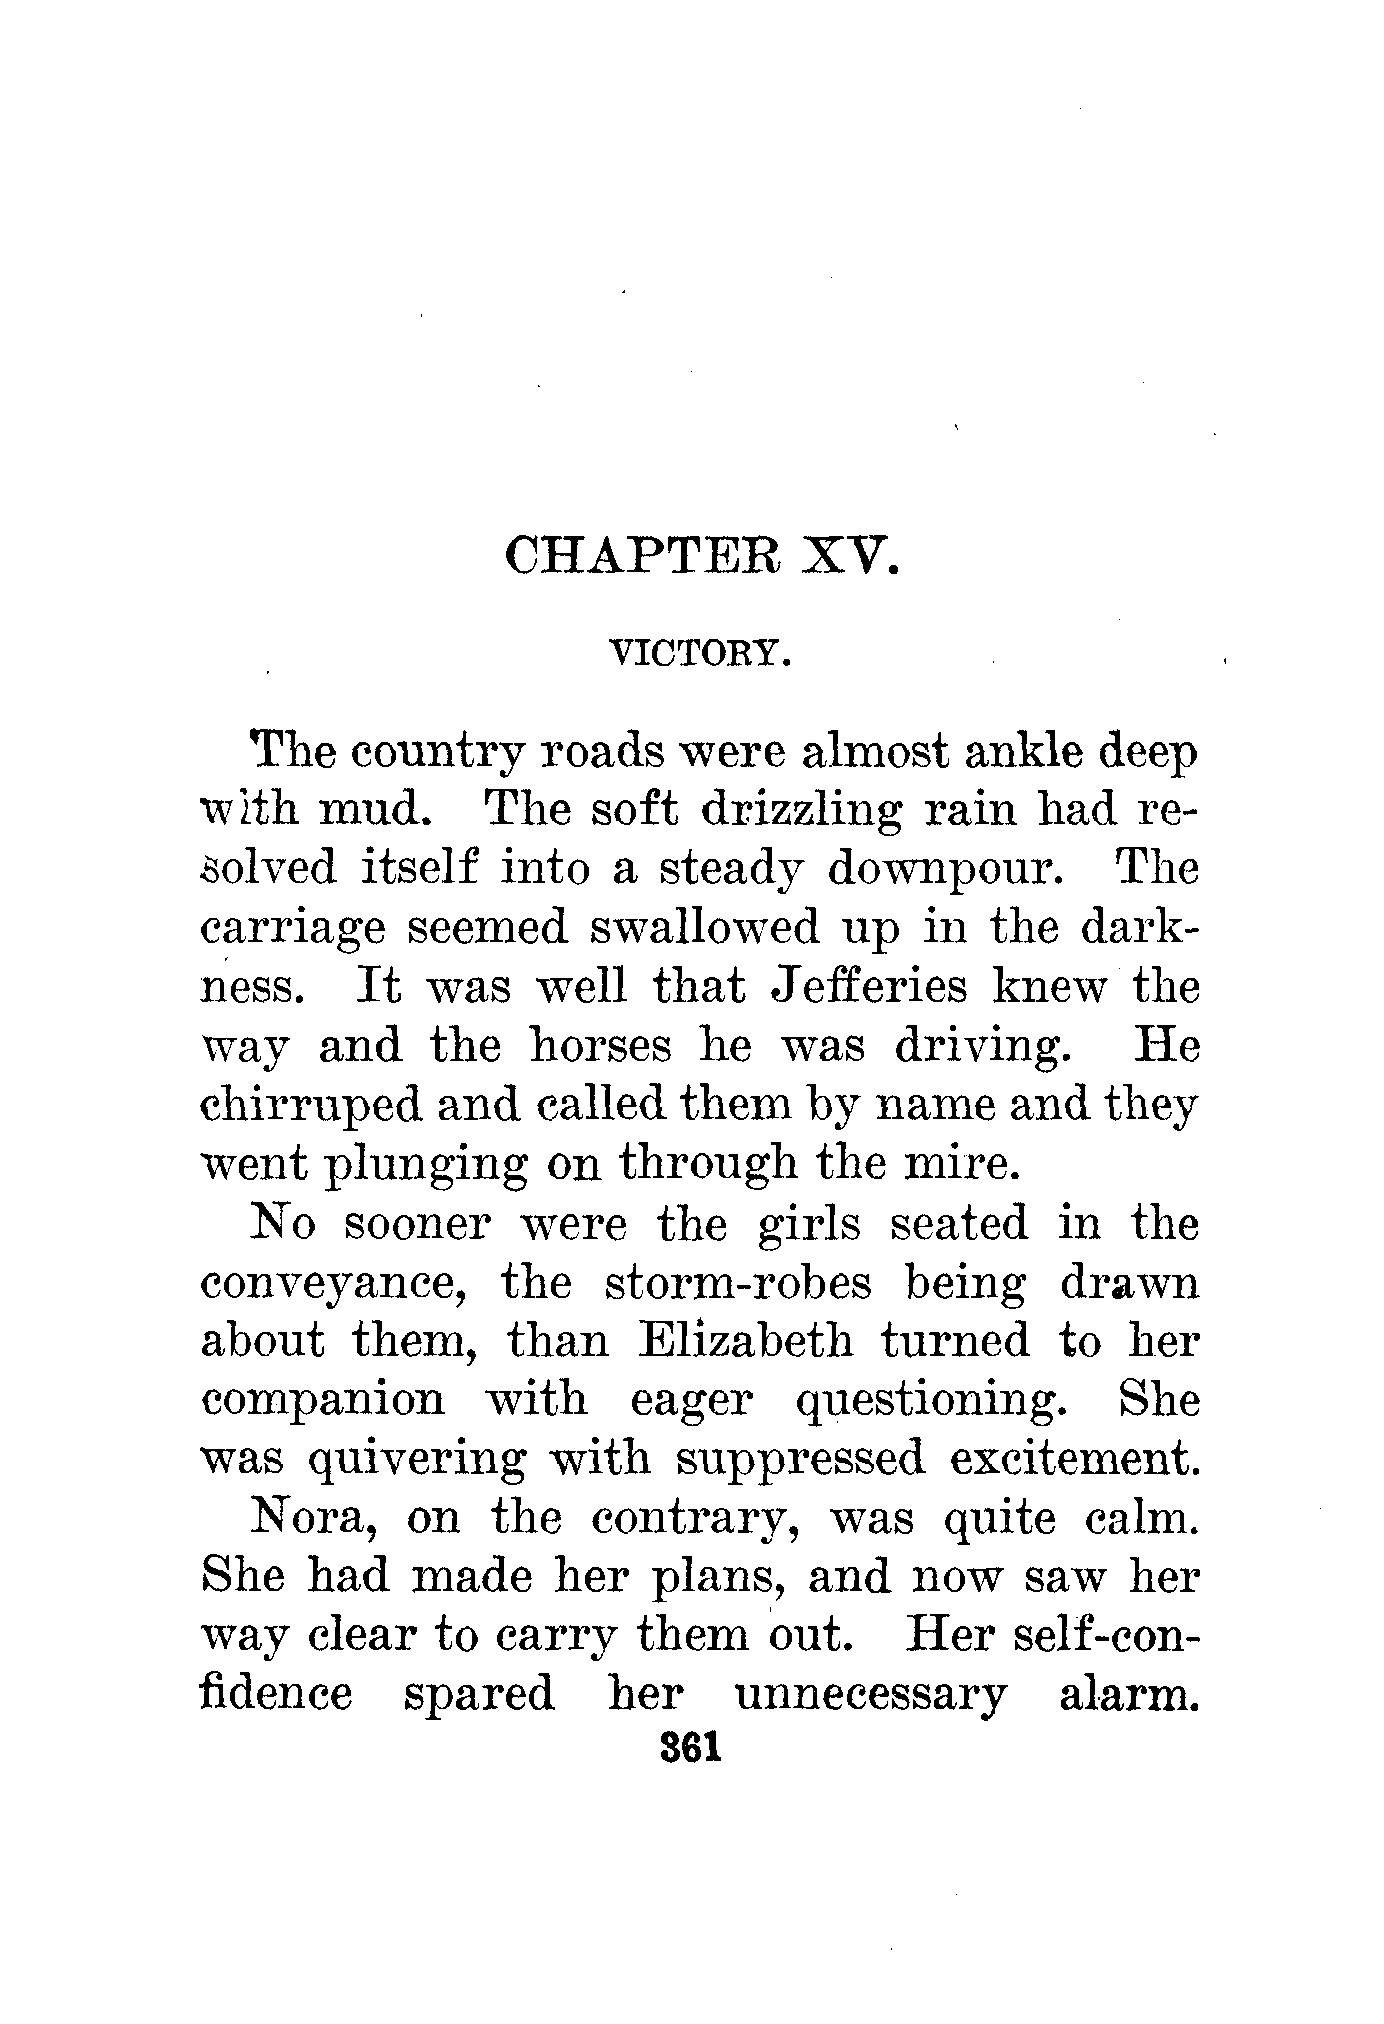 CHAPTER XV.
VICTORY.
The country roads were almost ankle deep
with mud. The soft drizzling rain had re-
solved itself into a steady downpour. The
carriage seemed swallowed up in the dark-
ness. It was well that Jefferies knew the
way and the horses he was driving. He
chirruped and called them by name and they
went plunging on through the mire.
No sooner were the girls seated in the
conveyance, the storm-robes being drawn
about them, than Elizabeth turned to her
companion with eager questioning. She
was quivering with suppressed excitement.
Nora, on the contrary, was quite calm.
She had made her plans, and now saw her
way clear to carry them out. Her self-con-
fidence spared her unnecessary alarm.
361